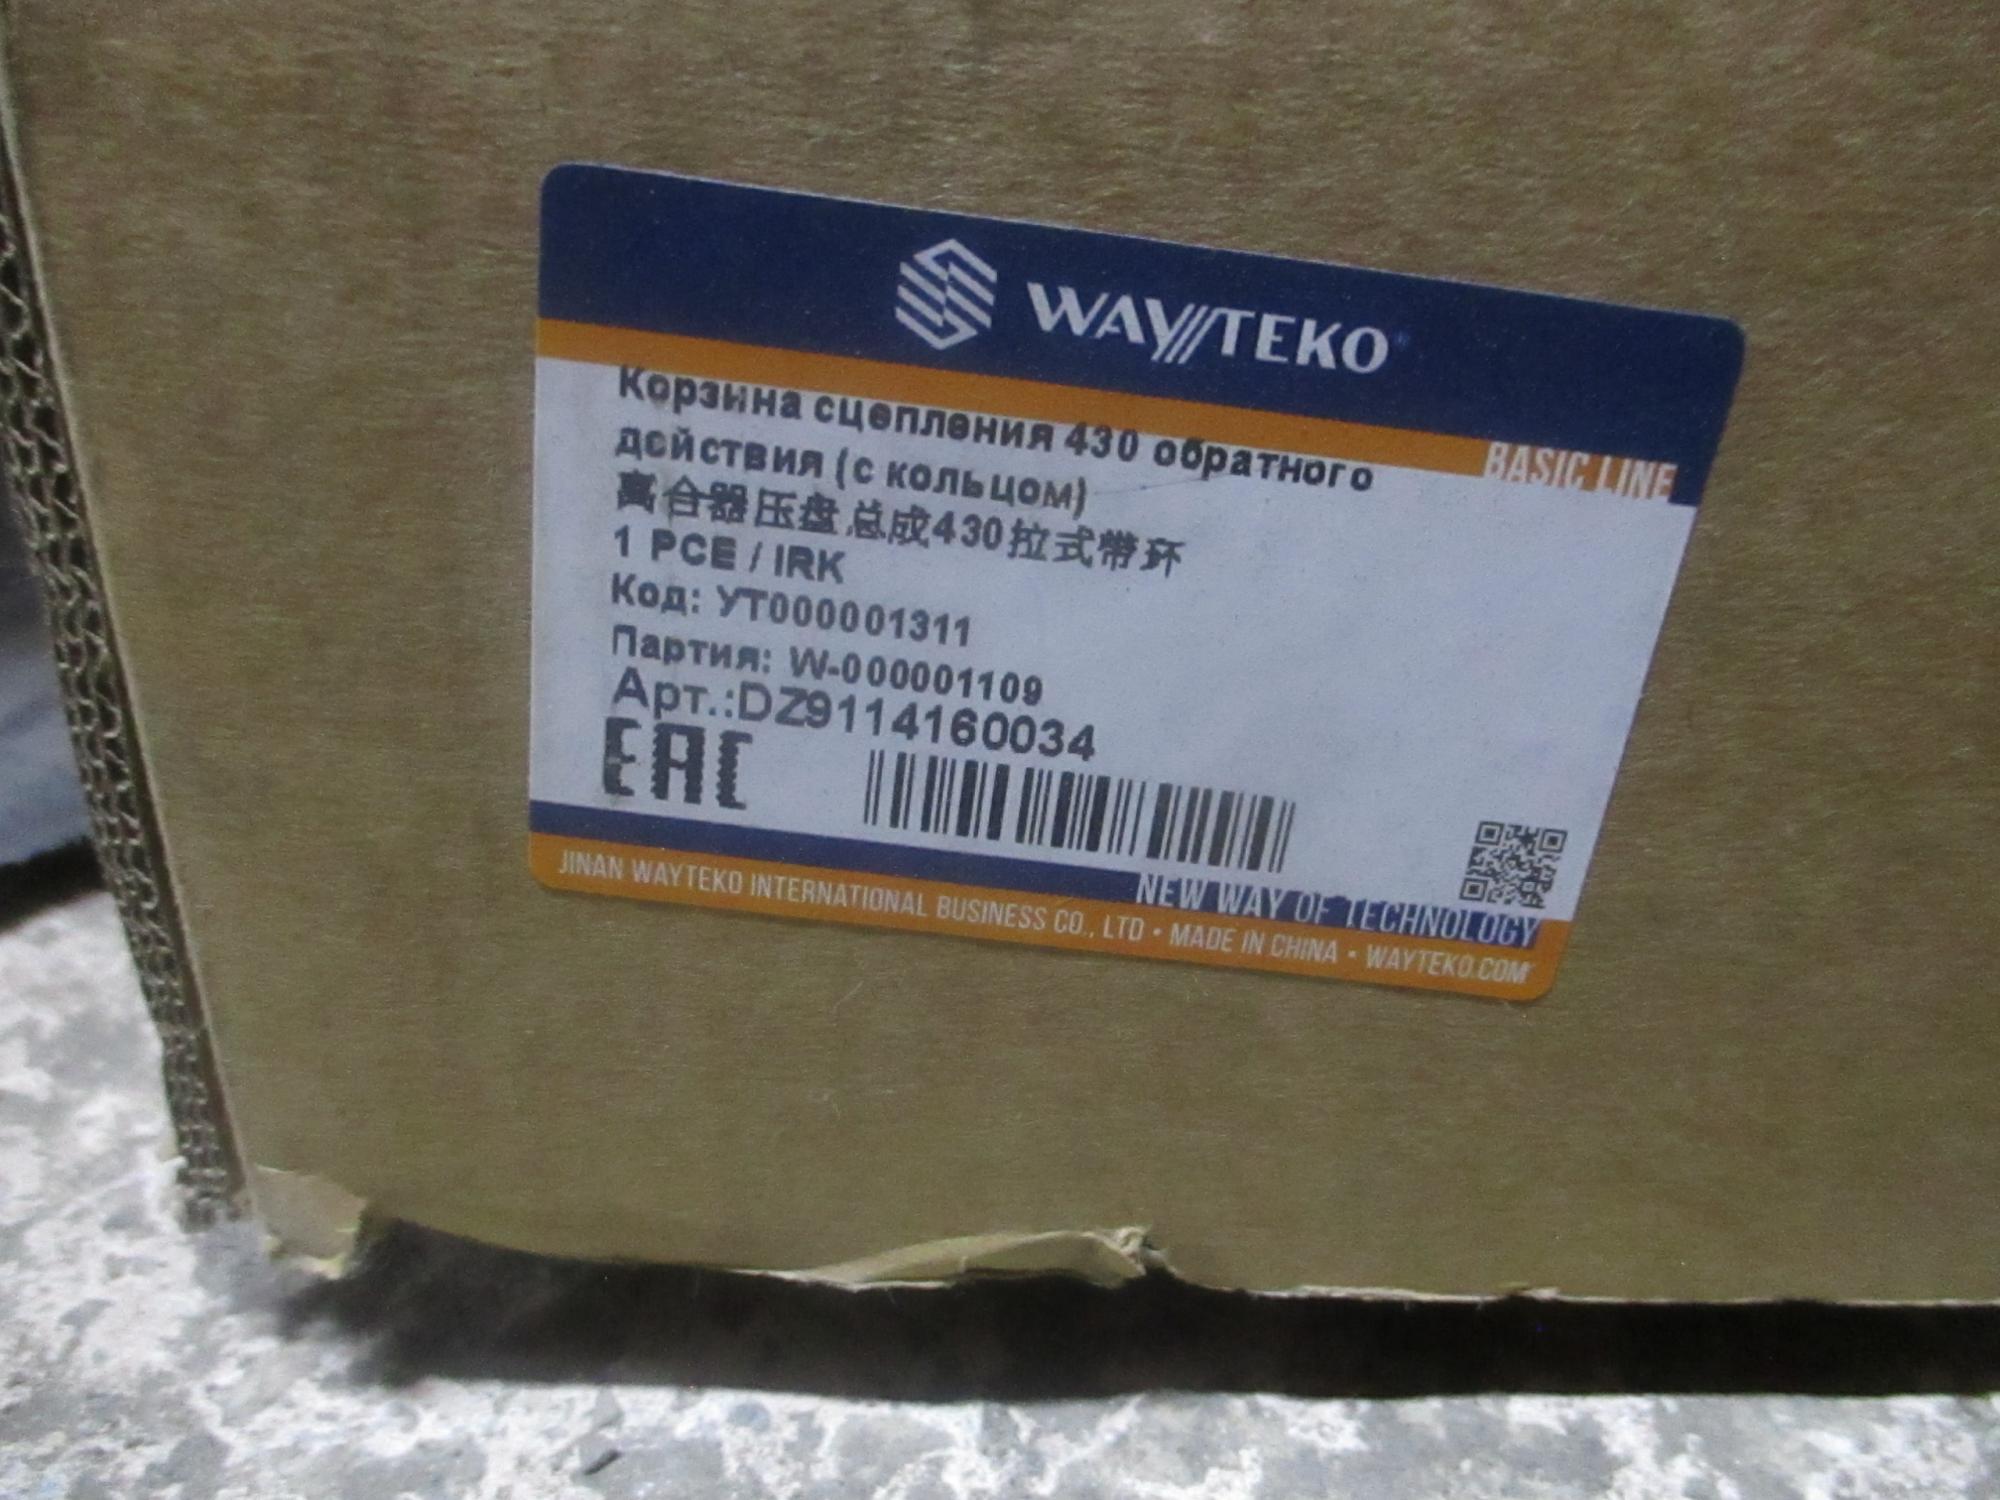 WAYTEKO
BASIC LINE
Корзина сцепления 430 обратного
действия (с кольцом)
离合器压盘总成430拉式带环
1 PCE / IRK
Код: УТ000001311
Партия: W-000001109
Арт.:DZ9114160034
EAC
NEW WAY OF TECHNOLOGY
JINAN WAYTEKO INTERNATIONAL BUSINESS CO., LTD • MADE IN CHINA • WAYTEKO.COM